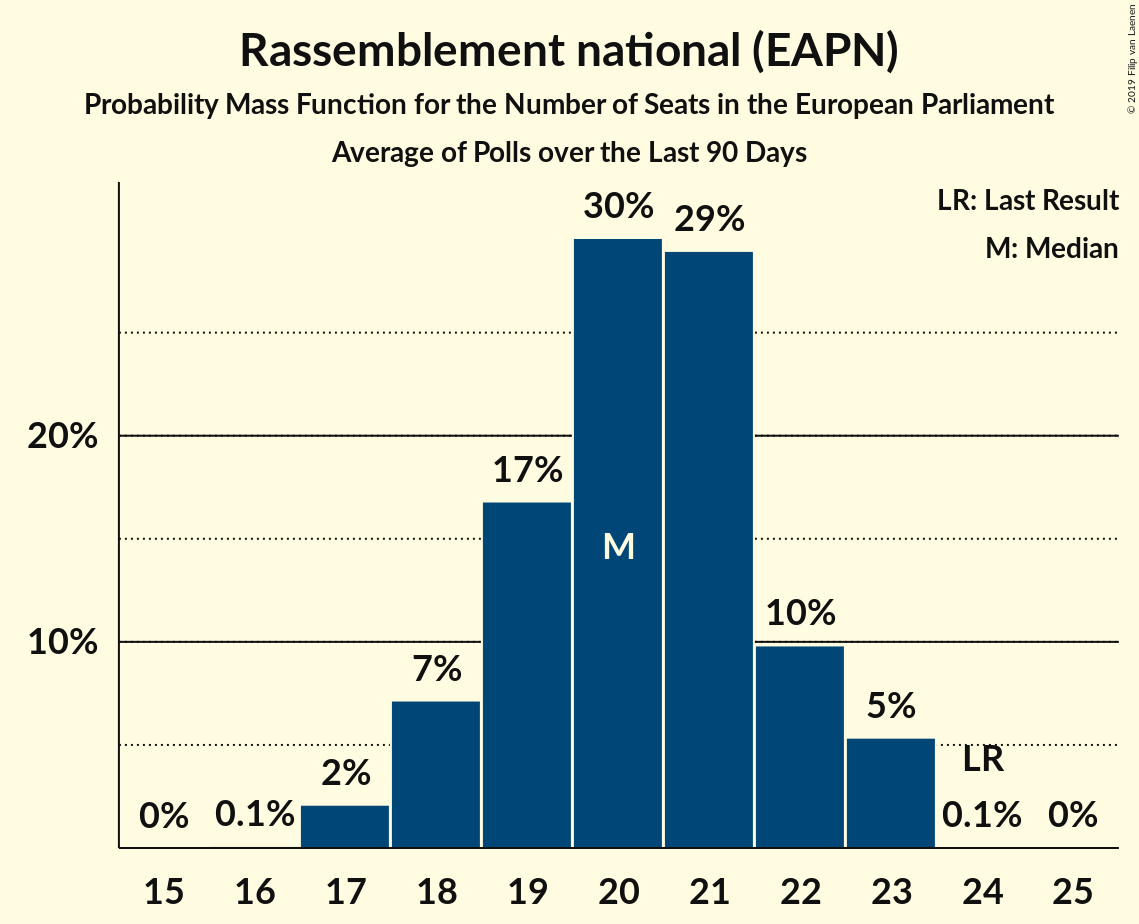 Rassemblement national (EAPN)
Probability Mass Function for the Number of Seats in the European Parliament
Average of Polls over the Last 90 Days
© 2019 Filip van Laenen
LR: Last Result
M: Median
30%
29%
20%
17%
M
10%
10%
7%
5%
2%
LR
0%
0.1%
0.1%
0%
15 16 17 18 19 20 21 22 23 24 25